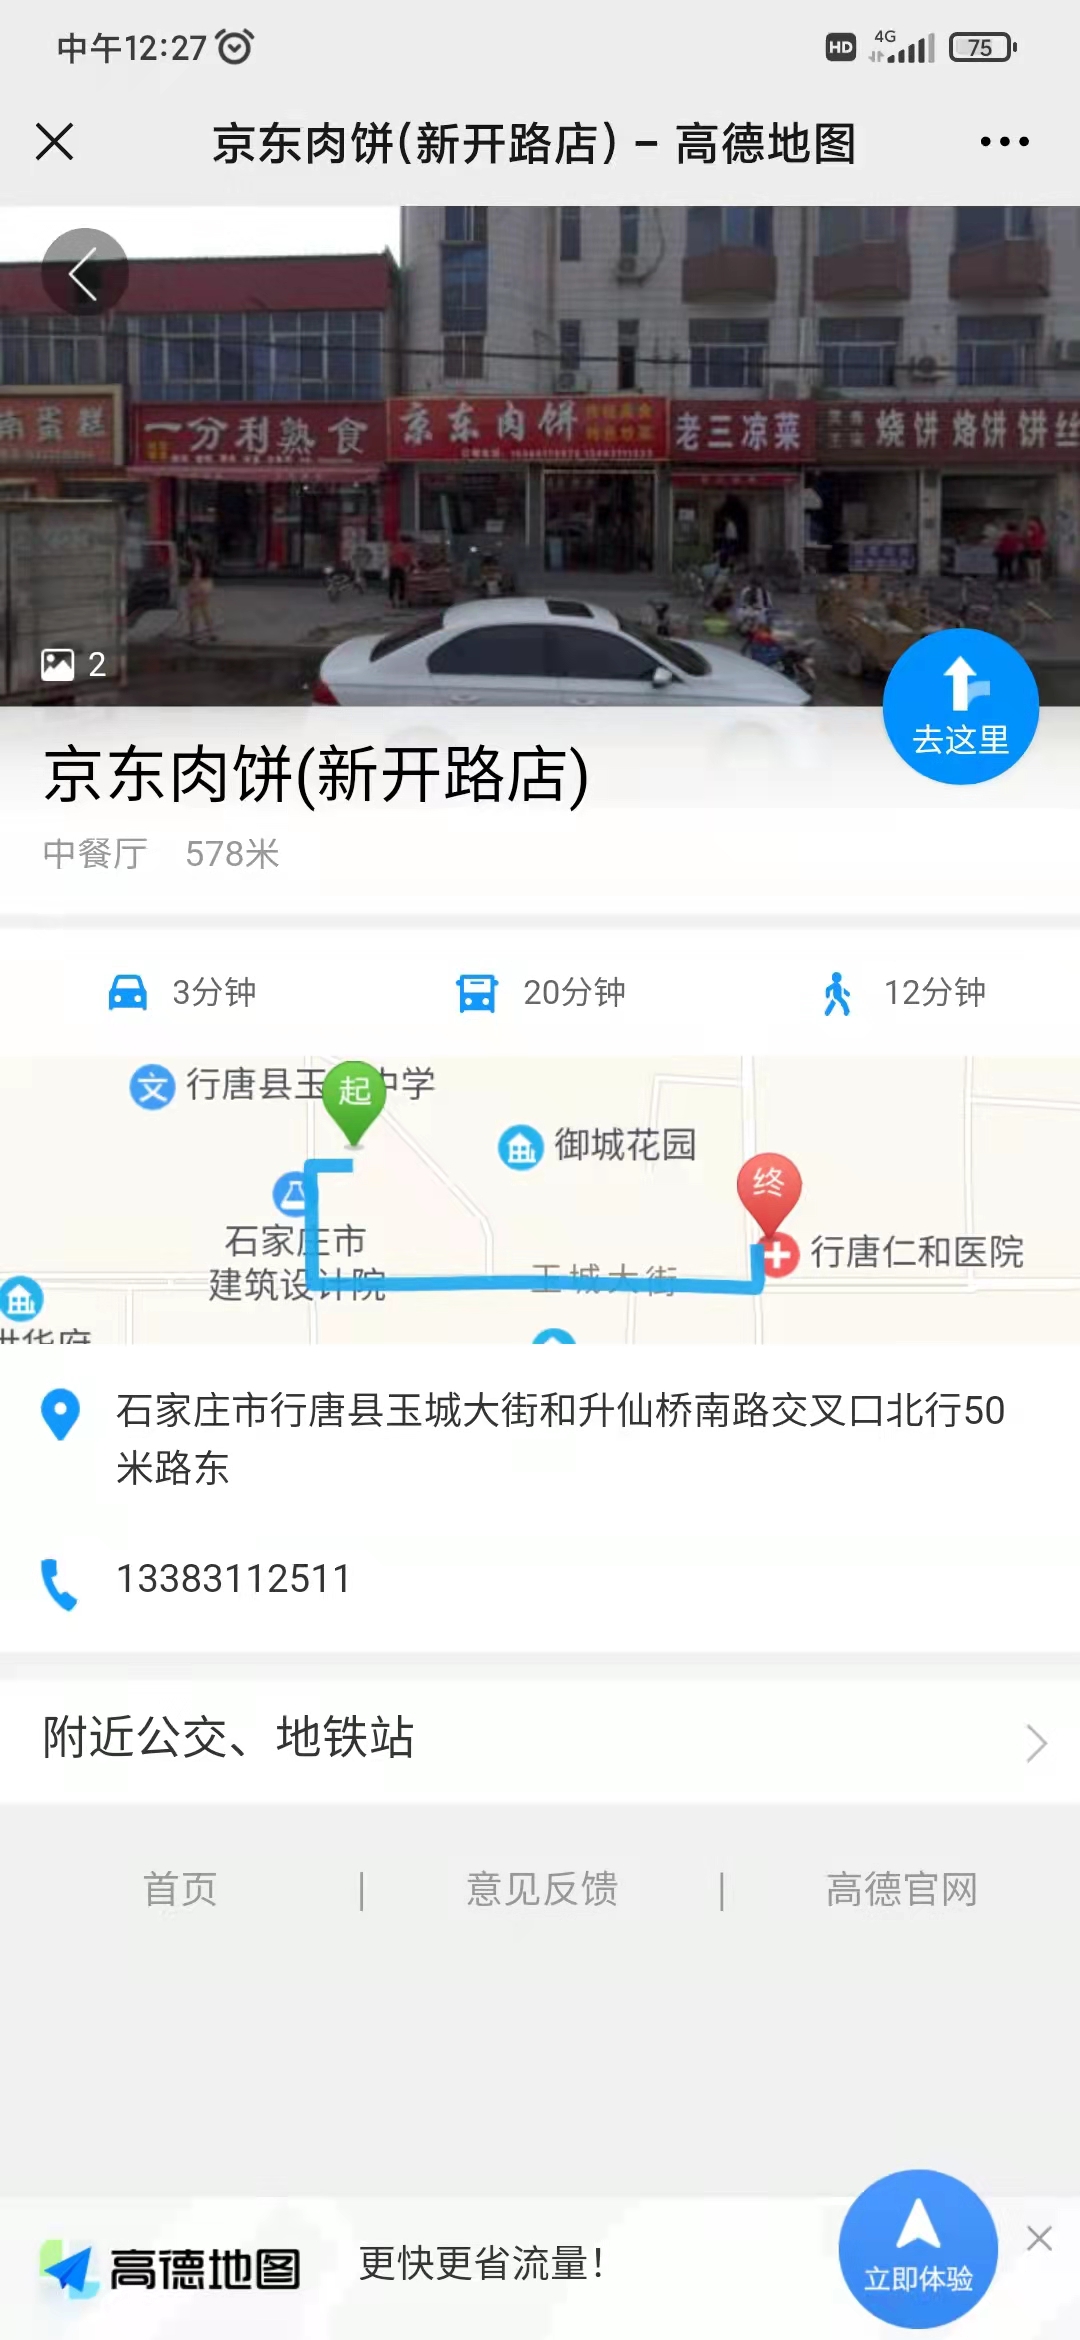 中午12:27
HD
4G
75
京东肉饼(新开路店) – 高德地图
蛋糕
一分利熟食
京东肉饼
老三凉菜
烧饼 烙饼 饼丝
2
去这里
京东肉饼(新开路店)
中餐厅 578米
3分钟
20分钟
12分钟
行唐县玉
中学
起
御城花园
终
行唐仁和医院
石家庄市
建筑设计院
玉城大街
石家庄市行唐县玉城大街和升仙桥南路交叉口北行50
米路东
13383112511
附近公交、地铁站
首页 | 意见反馈 | 高德官网
高德地图
更快更省流量!
立即体验